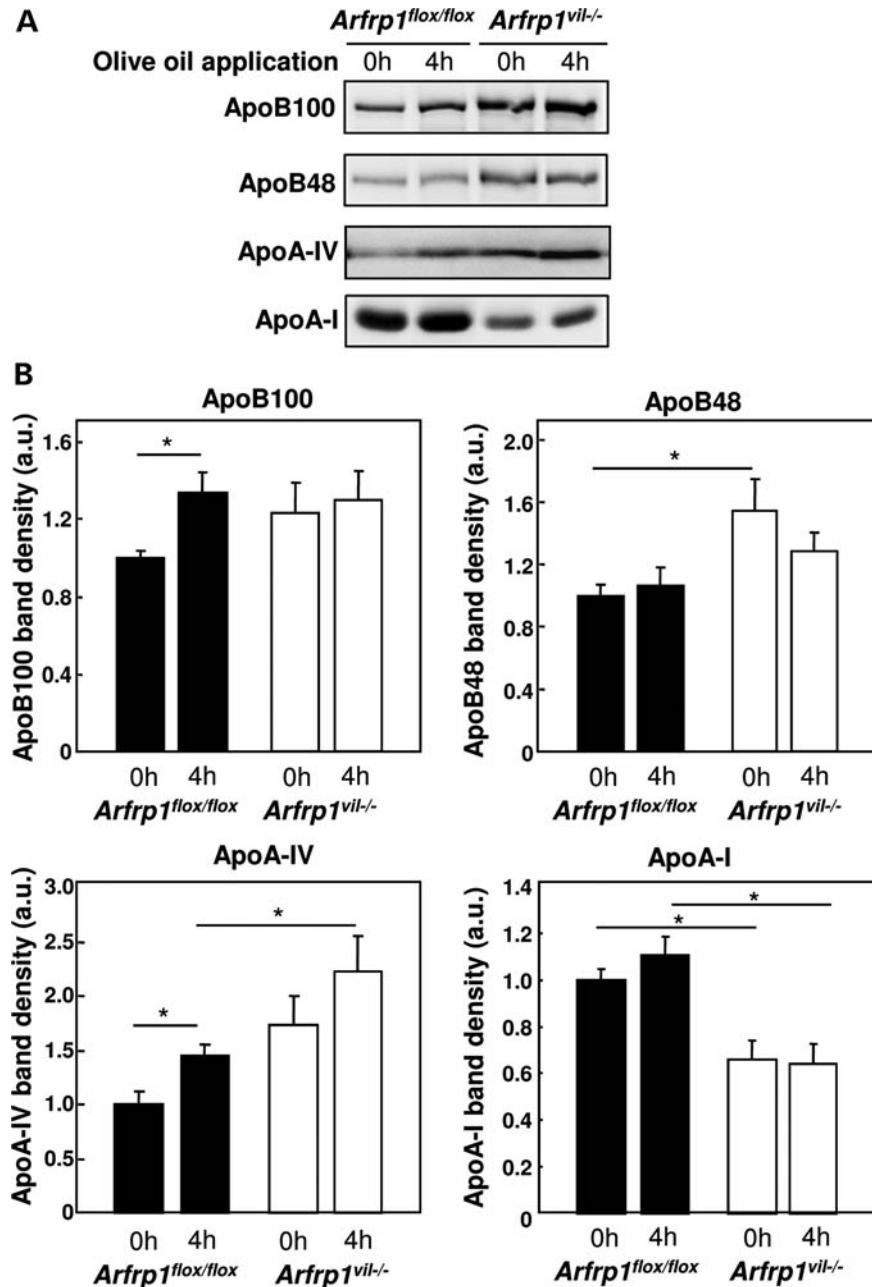 A
Arfrp1flox/flox Arfrp1vil-/-
Olive oil application 0h 4h 0h 4h
ApoB100
ApoB48
ApoA-IV
ApoA-I
B
ApoB100
ApoB100 band density (a.u.)
1.6
1.2
0.8
0.4
0
*
0h 4h 0h 4h
Arfrp1flox/flox Arfrp1vil-/-
ApoB48
ApoB48 band density (a.u.)
2.0
1.6
1.2
0.8
0.4
0
*
0h 4h 0h 4h
Arfrp1flox/flox Arfrp1vil-/-
ApoA-IV
ApoA-IV band density (a.u.)
3.0
2.5
2.0
1.5
1.0
0.5
0
*
*
0h 4h 0h 4h
Arfrp1flox/flox Arfrp1vil-/-
ApoA-I
ApoA-I band density (a.u.)
1.4
1.2
1.0
0.8
0.6
0.4
0.2
0
*
*
0h 4h 0h 4h
Arfrp1flox/flox Arfrp1vil-/-